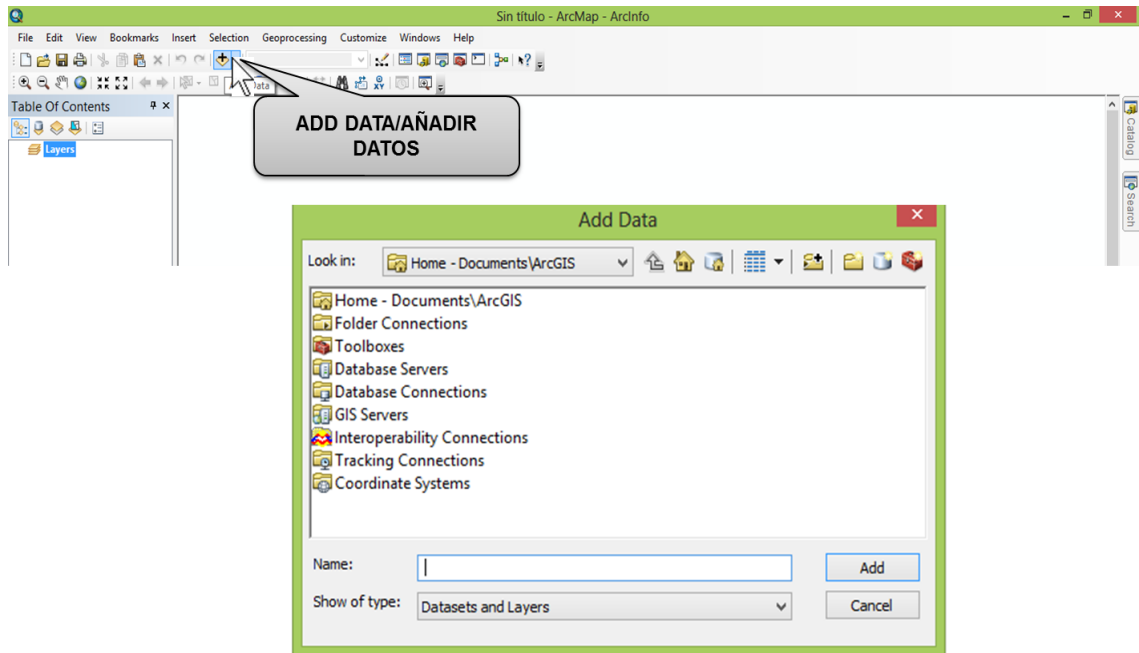 Sin título - ArcMap - ArcInfo
File Edit View Bookmarks Insert Selection Geoprocessing Customize Windows Help
Data
Table Of Contents
Layers
ADD DATA/AÑADIR
DATOS
Catalog
Search
Add Data
Look in: Home - Documents\ArcGIS
Home - Documents\ArcGIS
Folder Connections
Toolboxes
Database Servers
Database Connections
GIS Servers
Interoperability Connections
Tracking Connections
Coordinate Systems
Name: Add
Show of type: Datasets and Layers Cancel